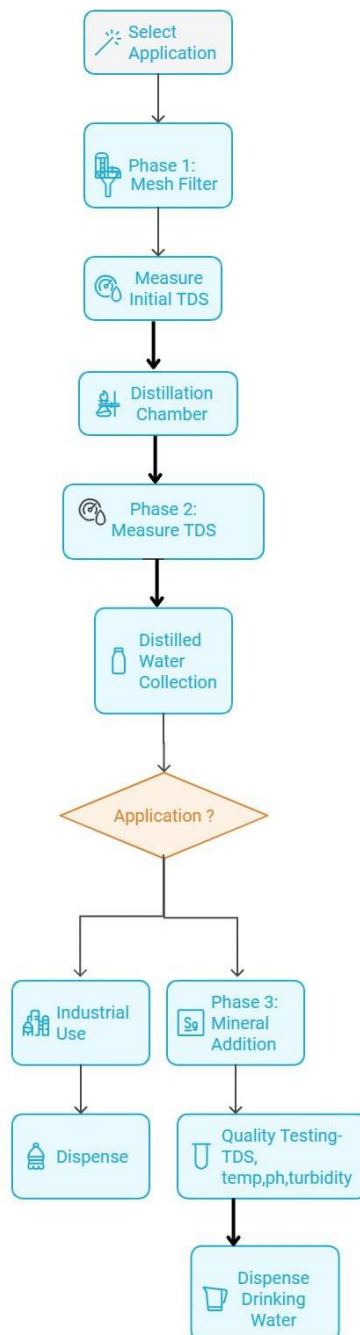 Select
Application
Phase 1:
Mesh Filter
Measure
Initial TDS
Distillation
Chamber
Phase 2:
Measure TDS
Distilled
Water
Collection
Application ?
Industrial
Use
Phase 3:
Mineral
Addition
Sg
Dispense
Quality Testing-
TDS,
temp,ph,turbidity
Dispense
Drinking
Water